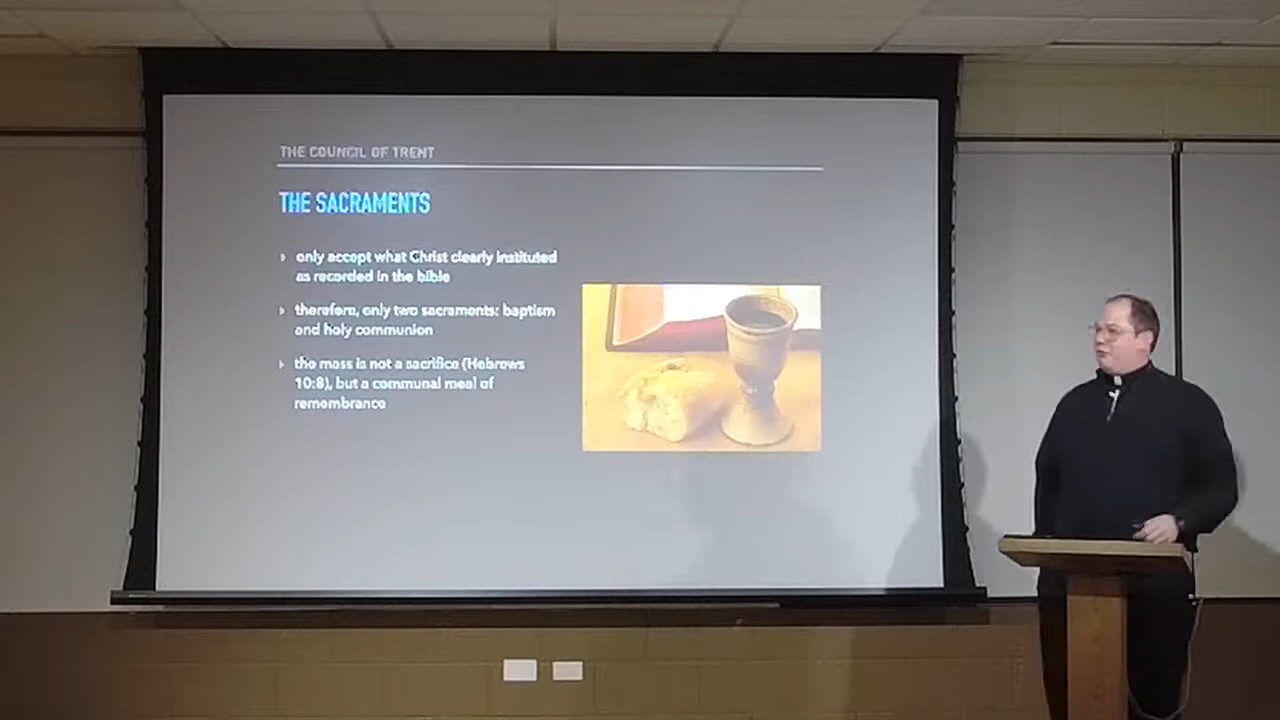 THE COUNCIL OF TRENT
THE SACRAMENTS
only accept what Christ clearly instituted
as recorded in the bible
therefore, only two sacraments: baptism
and holy communion
the mass is not a sacrifice (Hebrews
10:8), but a communal meal of
remembrance